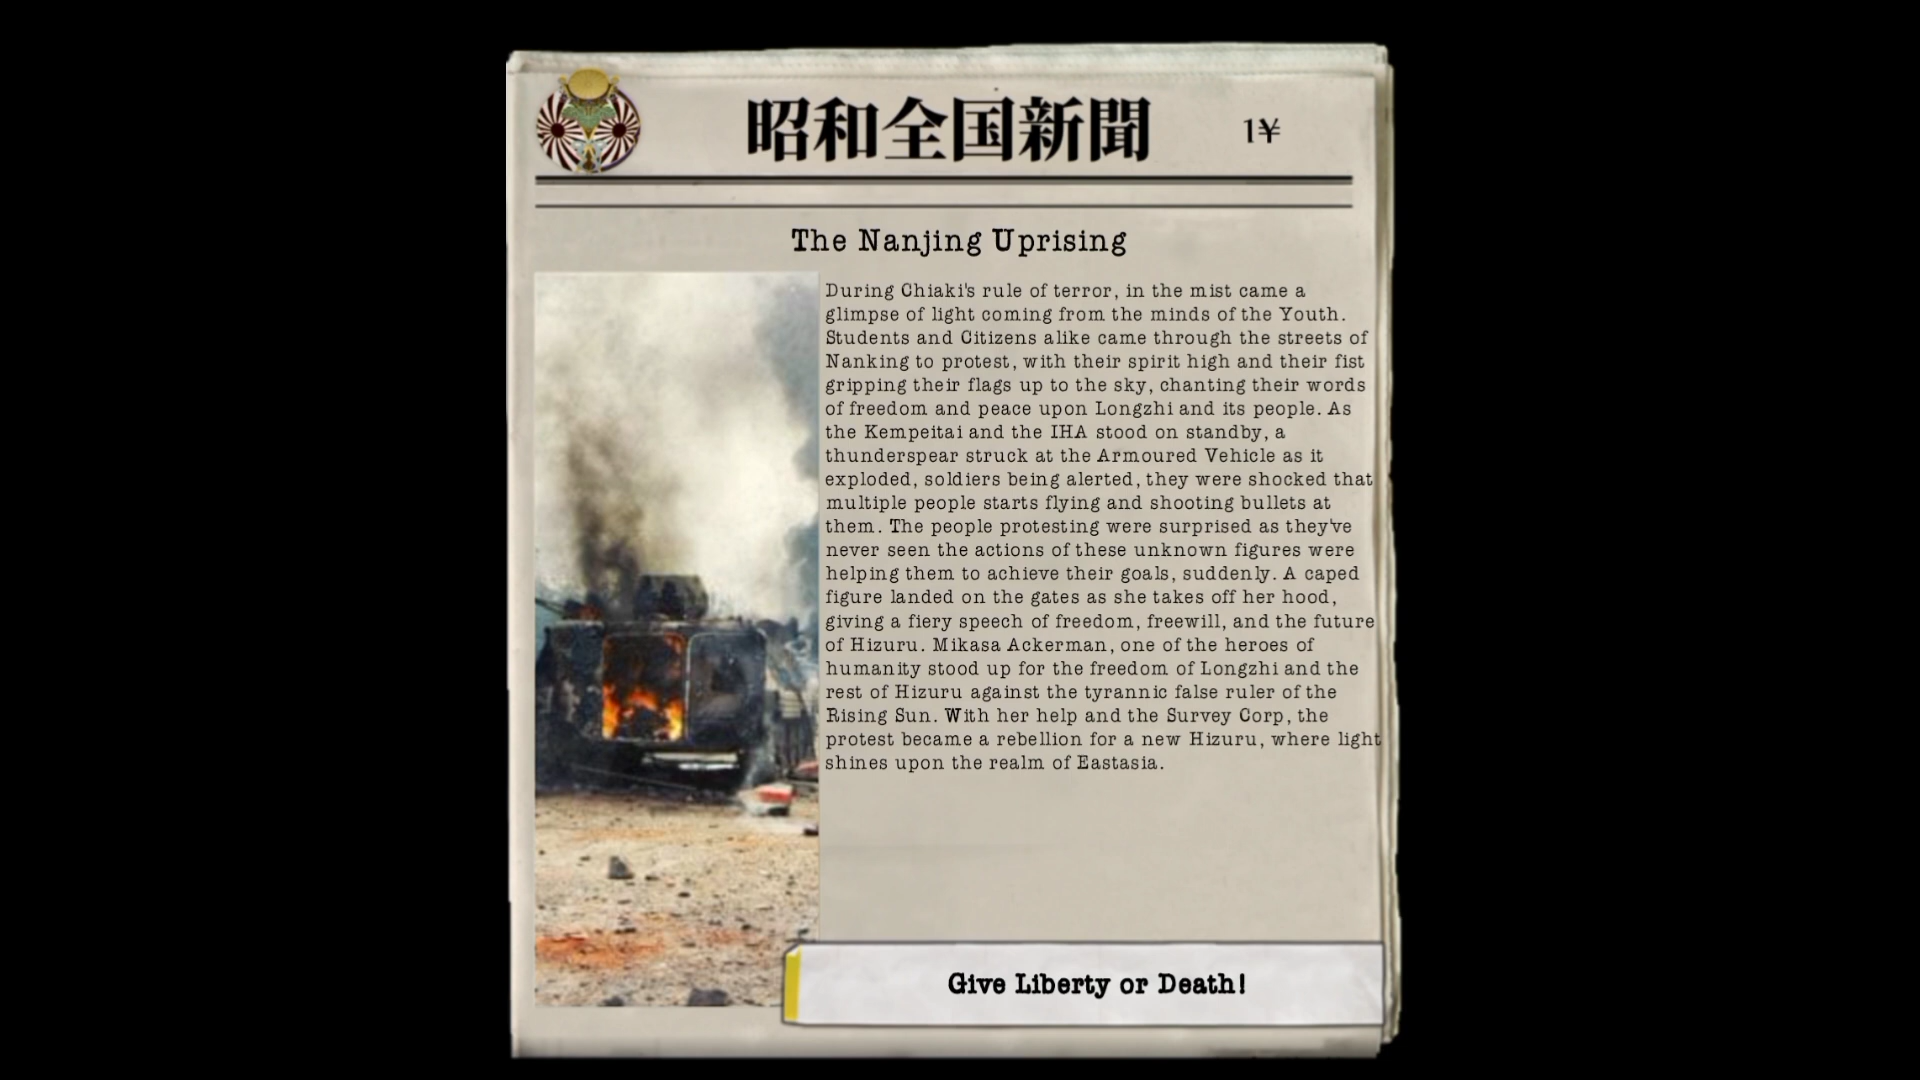 昭和全国新聞
1¥
The Nanjing Uprising
During Chiaki's rule of terror, in the mist came a
glimpse of light coming from the minds of the Youth.
Students and Citizens alike came through the streets of
Nanking to protest, with their spirit high and their fist
gripping their flags up to the sky, chanting their words
of freedom and peace upon Longzhi and its people. As
the Kempeitai and the IHA stood on standby, a
thunderspear struck at the Armoured Vehicle as it
exploded, soldiers being alerted, they were shocked that
multiple people starts flying and shooting bullets at
them. The people protesting were surprised as they've
never seen the actions of these unknown figures were
helping them to achieve their goals, suddenly. A caped
figure landed on the gates as she takes off her hood,
giving a fiery speech of freedom, freewill, and the future
of Hizuru. Mikasa Ackerman, one of the heroes of
humanity stood up for the freedom of Longzhi and the
rest of Hizuru against the tyrannic false ruler of the
Rising Sun. With her help and the Survey Corp, the
protest became a rebellion for a new Hizuru, where light
shines upon the realm of Eastasia.
Give Liberty or Death!